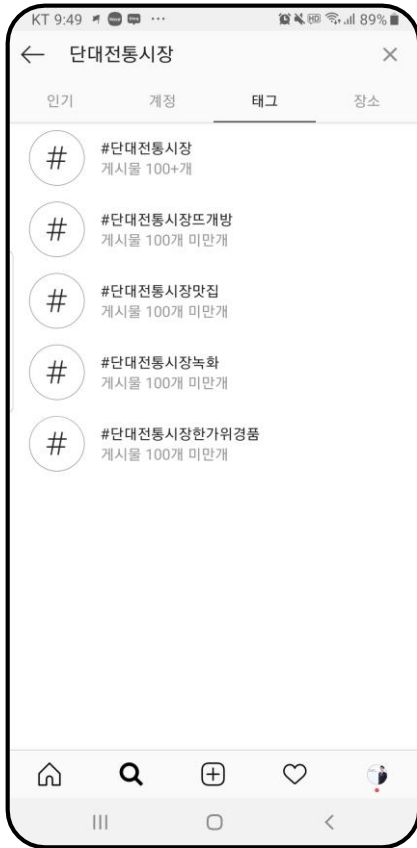 KT 9:49 89%
단대전통시장
인기 계정 태그 장소
#단대전통시장
게시물 100+개
#단대전통시장뜨개방
게시물 100개 미만개
#단대전통시장맛집
게시물 100개 미만개
#단대전통시장녹화
게시물 100개 미만개
#단대전통시장한가위경품
게시물 100개 미만개